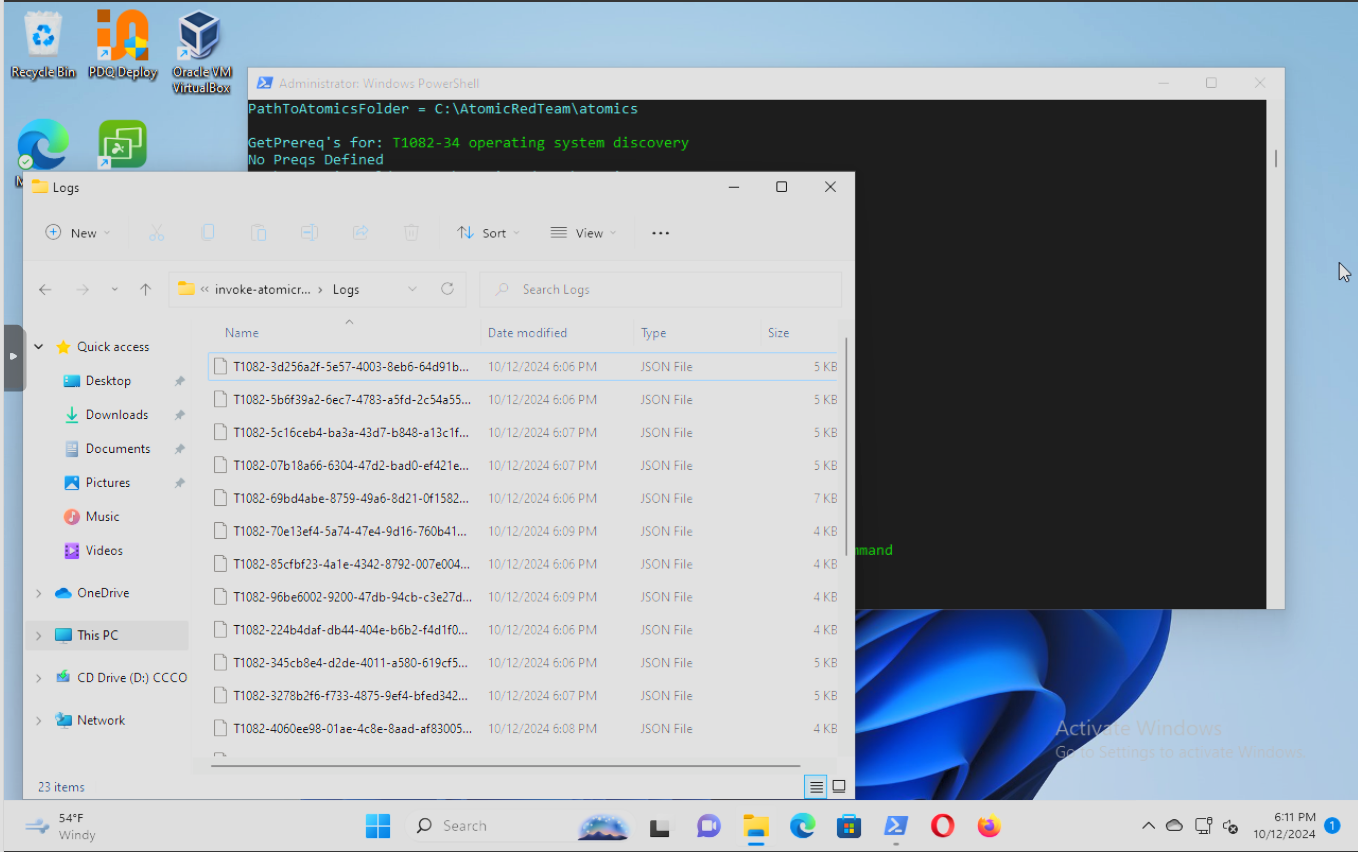 Recycle Bin
PDQ Deploy
Oracle VM
VirtualBox
Administrator: Windows PowerShell
PathToAtomicsFolder = C:\AtomicRedTeam\atomics
GetPrereq's for: T1082-34 operating system discovery
No Preqs Defined
Logs
New
Sort
View
invoke-atomicr... > Logs
Search Logs
Name Date modified Type Size
Quick access
Desktop
Downloads
Documents
Pictures
Music
Videos
OneDrive
This PC
CD Drive (D:) CCCO
Network
T1082-3d256a2f-5e57-4003-8eb6-64d91b... 10/12/2024 6:06 PM JSON File 5 KB
T1082-5b6f39a2-6ec7-4783-a5fd-2c54a55... 10/12/2024 6:06 PM JSON File 5 KB
T1082-5c16ceb4-ba3a-43d7-b848-a13c1f... 10/12/2024 6:07 PM JSON File 5 KB
T1082-07b18a66-6304-47d2-bad0-ef421e... 10/12/2024 6:07 PM JSON File 5 KB
T1082-69bd4abe-8759-49a6-8d21-0f1582... 10/12/2024 6:06 PM JSON File 7 KB
T1082-70e13ef4-5a74-47e4-9d16-760b41... 10/12/2024 6:09 PM JSON File 4 KB
T1082-85cfbf23-4a1e-4342-8792-007e004... 10/12/2024 6:06 PM JSON File 4 KB
T1082-96be6002-9200-47db-94cb-c3e27d... 10/12/2024 6:09 PM JSON File 4 KB
T1082-224b4daf-db44-404e-b6b2-f4d1f0... 10/12/2024 6:06 PM JSON File 4 KB
T1082-345cb8e4-d2de-4011-a580-619cf5... 10/12/2024 6:06 PM JSON File 5 KB
T1082-3278b2f6-f733-4875-9ef4-bfed342... 10/12/2024 6:07 PM JSON File 5 KB
T1082-4060ee98-01ae-4c8e-8aad-af83005... 10/12/2024 6:08 PM JSON File 4 KB
mmand
23 items
Activate Windows
Go to Settings to activate Windows.
54°F
Windy
Search
6:11 PM
10/12/2024
1